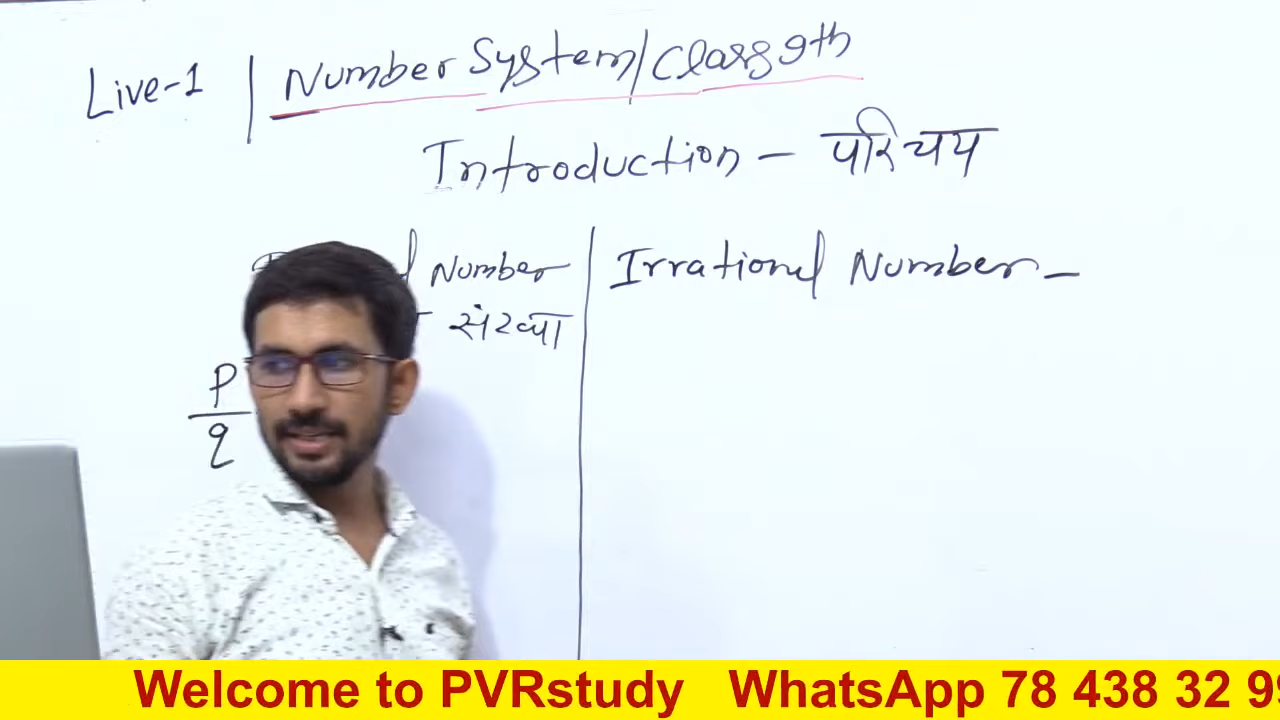 Live-1 | Number System/Class 9th
Introduction - परिचय
Number
संख्या
Irrational Number -
P
q
Welcome to PVRstudy WhatsApp 78 438 32